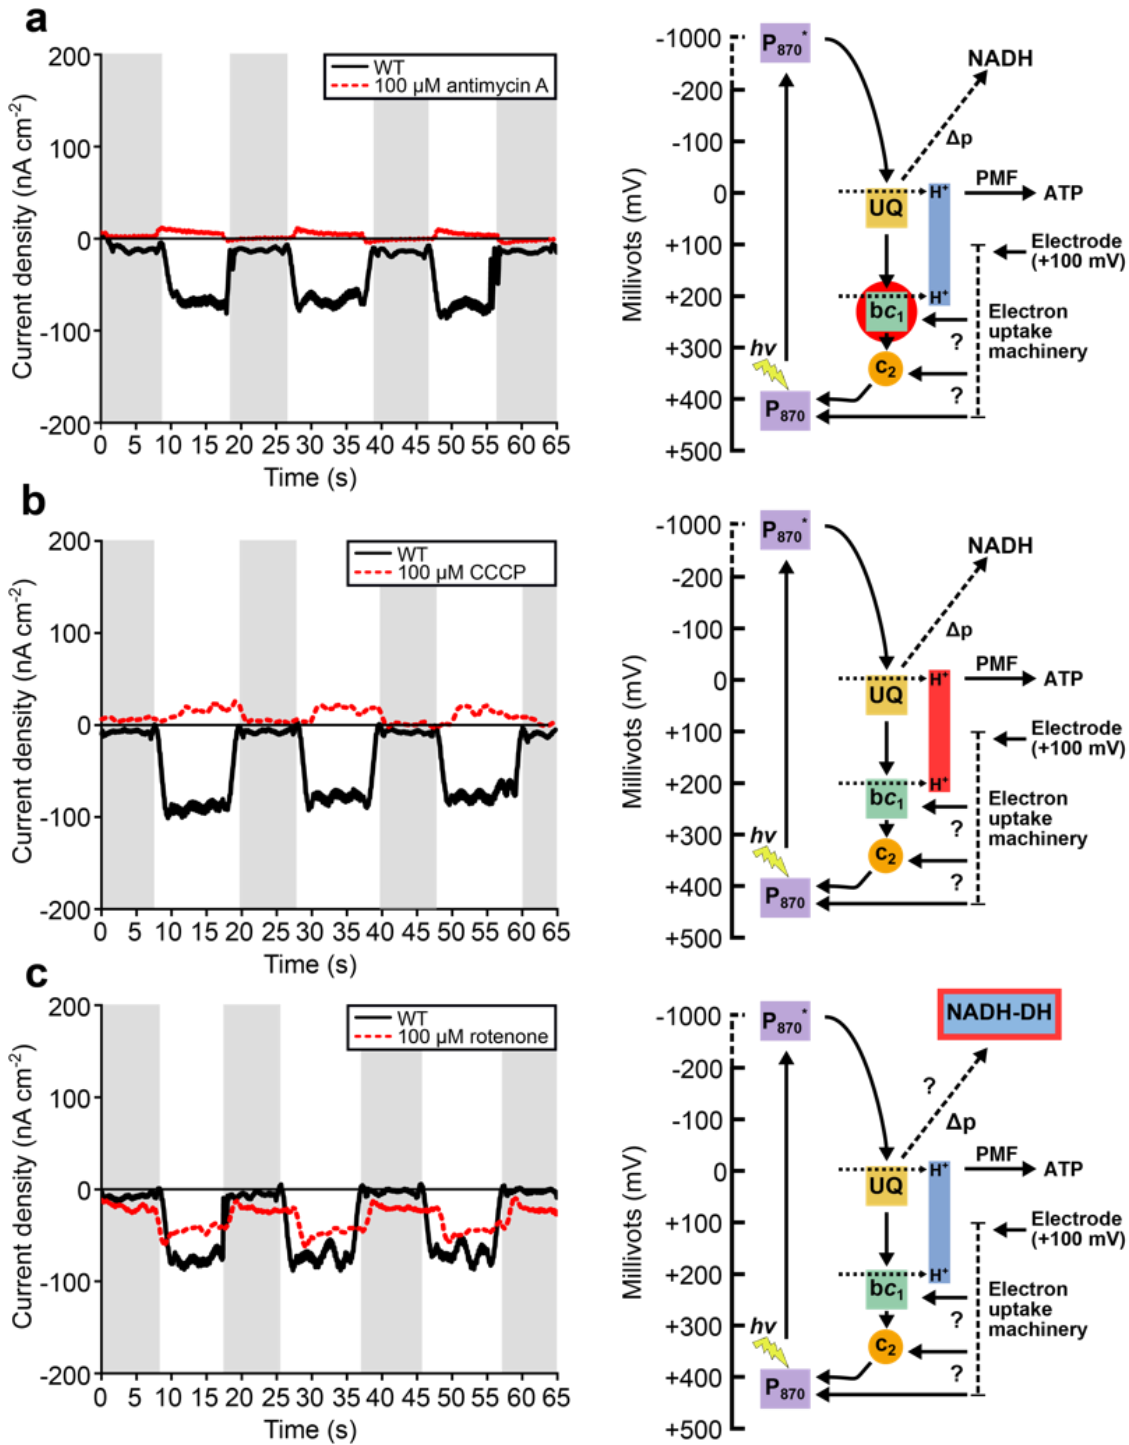 a
WT
100 µM antimycin A
200
100
0
-100
-200
Current density (nA cm-2)
0 5 10 15 20 25 30 35 40 45 50 55 60 65
Time (s)
Millivots (mV)
-1000
-200
-100
0
+100
+200
+300
+400
+500
P870*
NADH
Δp
UQ
H+
PMF
ATP
Electrode
(+100 mV)
H+
bc1
Electron
uptake
machinery
?
hv
c2
?
P870
b
WT
100 µM CCCP
200
100
0
-100
-200
Current density (nA cm-2)
0 5 10 15 20 25 30 35 40 45 50 55 60 65
Time (s)
Millivots (mV)
-1000
-200
-100
0
+100
+200
+300
+400
+500
P870*
NADH
Δp
UQ
H+
PMF
ATP
Electrode
(+100 mV)
H+
bc1
Electron
uptake
machinery
?
hv
c2
?
P870
c
WT
100 µM rotenone
200
100
0
-100
-200
Current density (nA cm-2)
0 5 10 15 20 25 30 35 40 45 50 55 60 65
Time (s)
Millivots (mV)
-1000
-200
-100
0
+100
+200
+300
+400
+500
P870*
NADH-DH
?
Δp
UQ
H+
PMF
ATP
Electrode
(+100 mV)
H+
bc1
Electron
uptake
machinery
?
hv
c2
?
P870